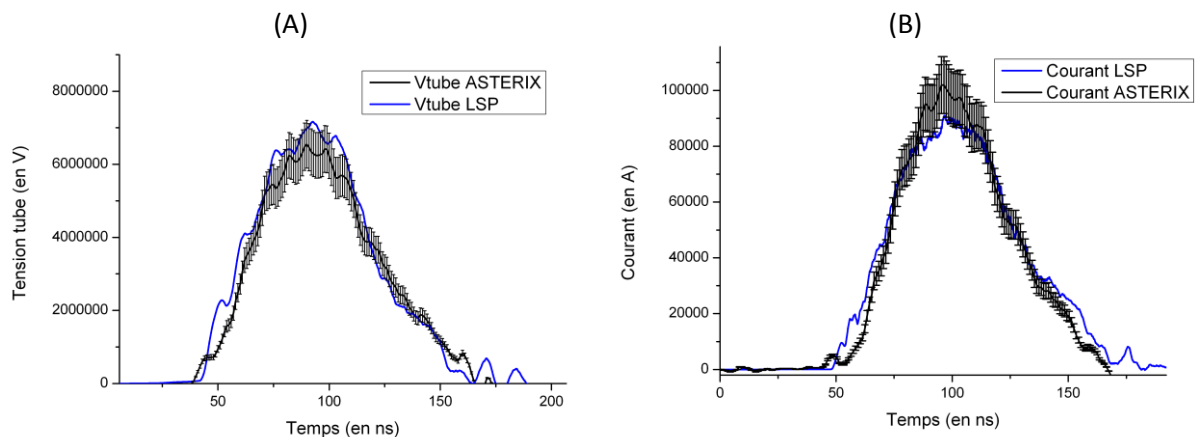 (A)
(B)
Vtube ASTERIX
Vtube LSP
Tension tube (en V)
8000000
6000000
4000000
2000000
0
50
100
150
200
Temps (en ns)
Courant LSP
Courant ASTERIX
Courant (en A)
100000
80000
60000
40000
20000
0
0
50
100
150
Temps (en ns)